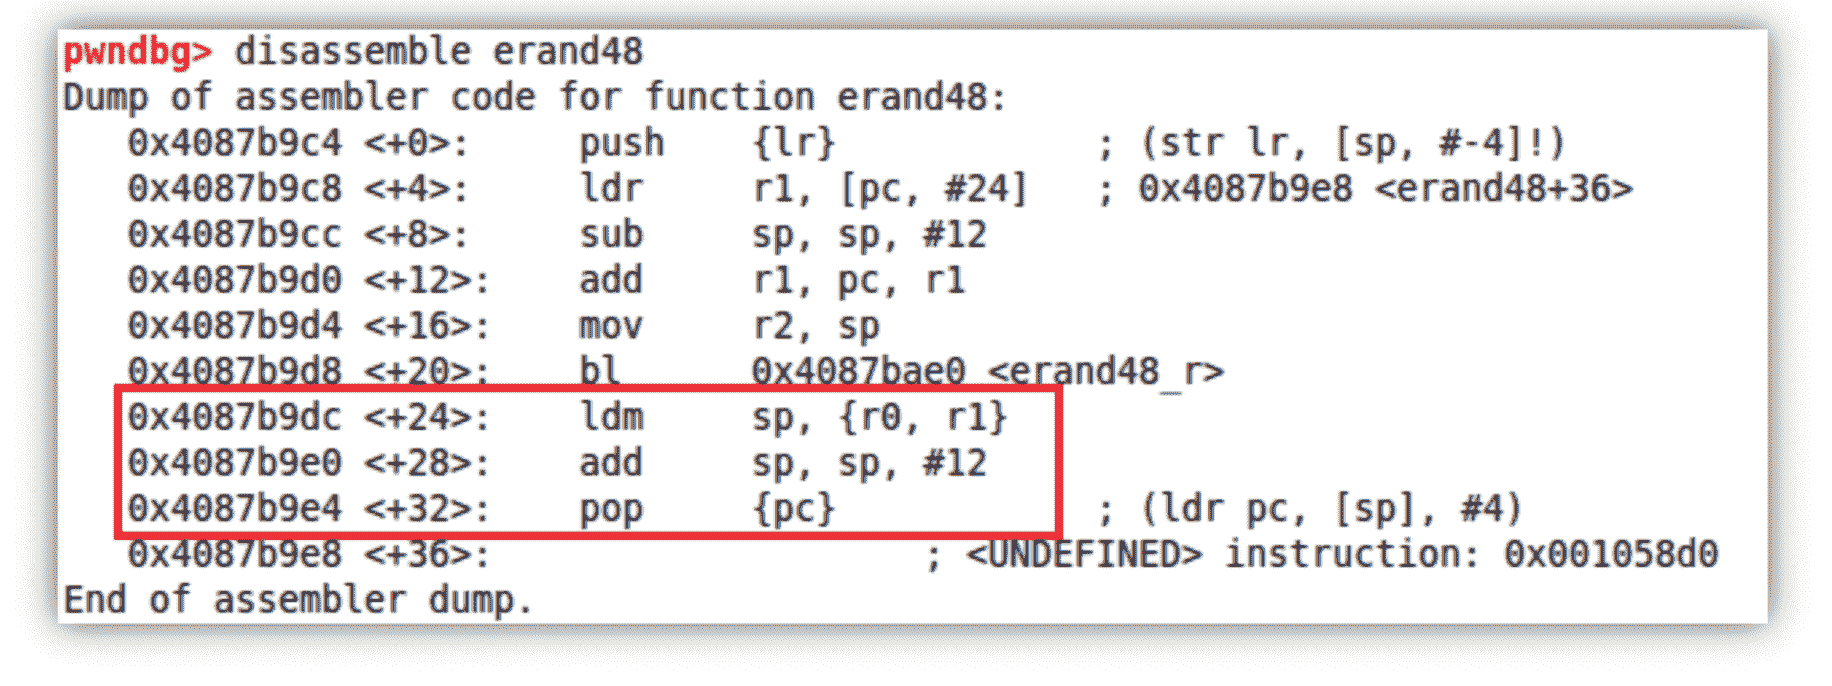 pwndbg> disassemble erand48
Dump of assembler code for function erand48:
0x4087b9c4 <+0>: push {lr} ; (str lr, [sp, #-4]!)
0x4087b9c8 <+4>: ldr r1, [pc, #24] ; 0x4087b9e8 <erand48+36>
0x4087b9cc <+8>: sub sp, sp, #12
0x4087b9d0 <+12>: add r1, pc, r1
0x4087b9d4 <+16>: mov r2, sp
0x4087b9d8 <+20>: bl 0x4087bae0 <erand48_r>
0x4087b9dc <+24>: ldm sp, {r0, r1}
0x4087b9e0 <+28>: add sp, sp, #12
0x4087b9e4 <+32>: pop {pc} ; (ldr pc, [sp], #4)
0x4087b9e8 <+36>: ; <UNDEFINED> instruction: 0x001058d0
End of assembler dump.